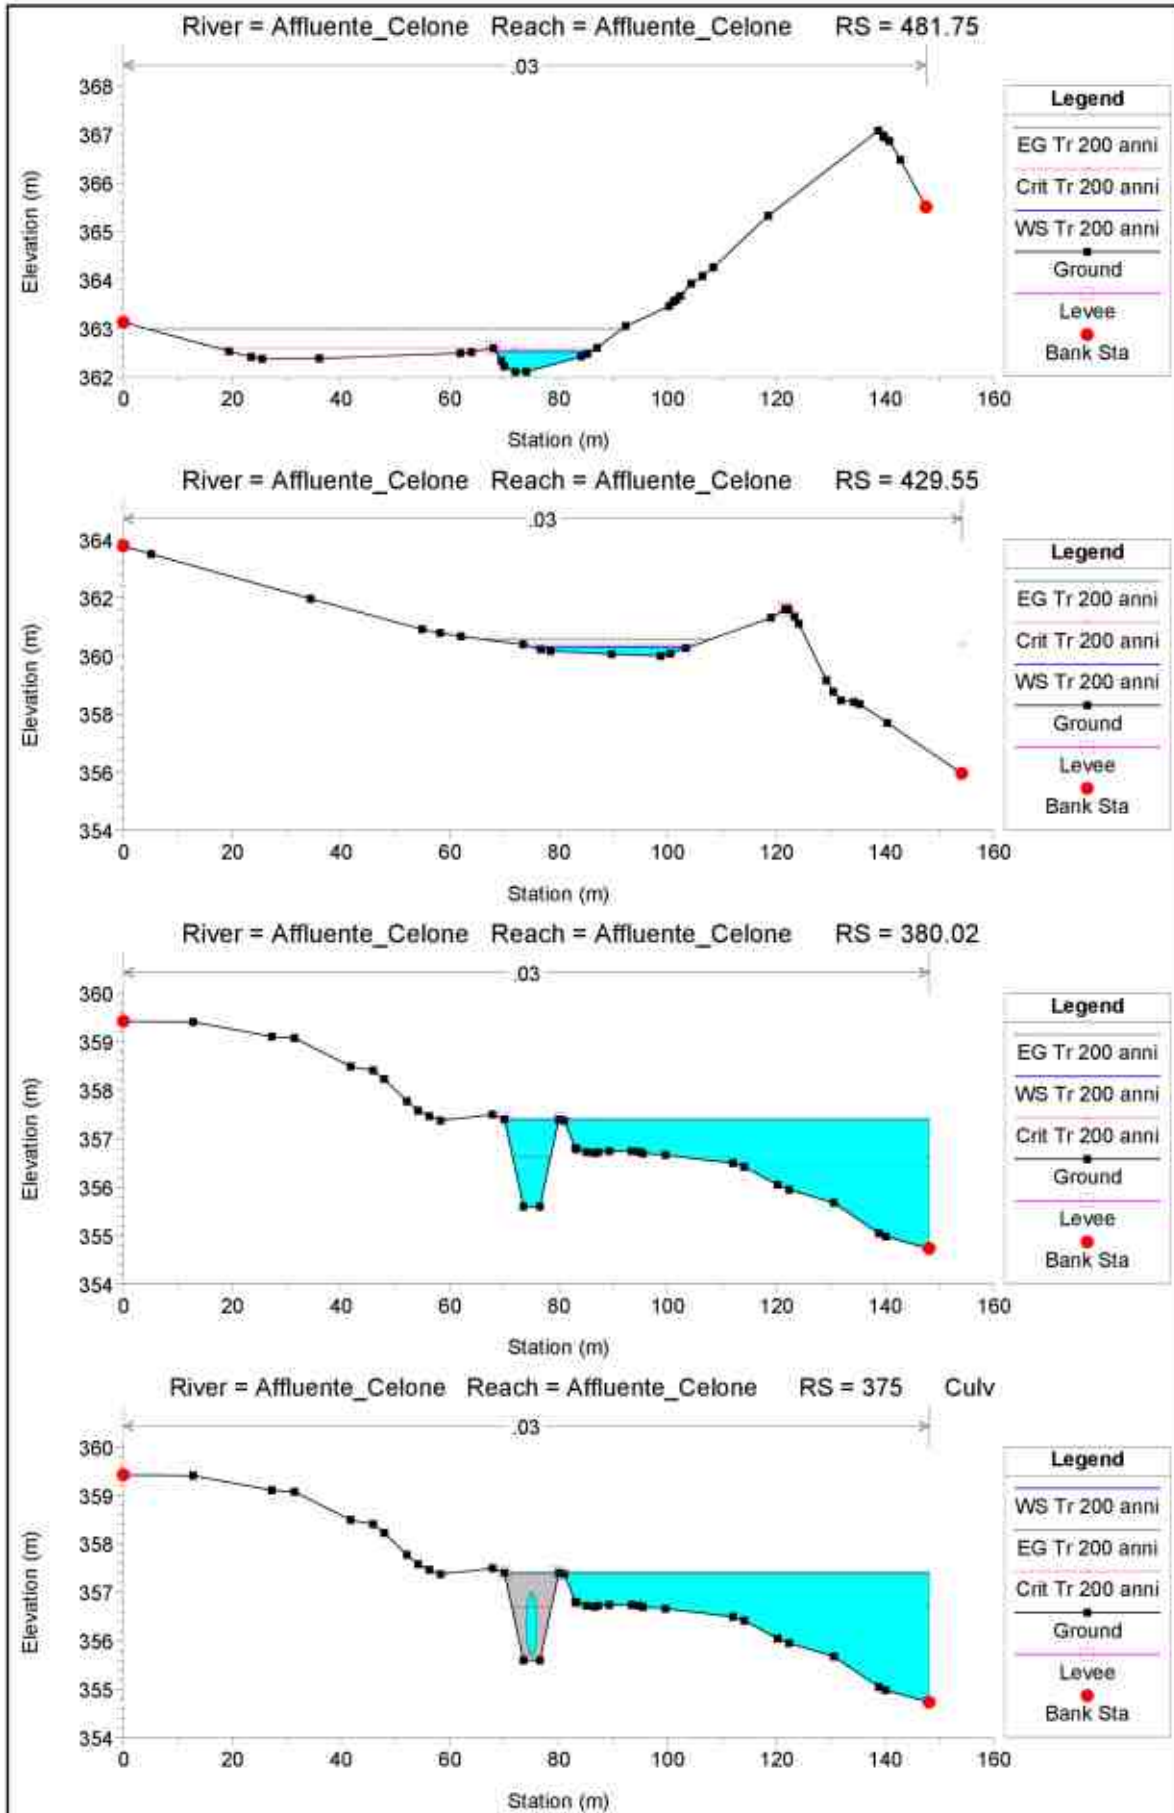 River = Affluente_Celone Reach = Affluente_Celone RS = 481.75
.03
368
367
366
365
364
363
362
Elevation (m)
0 20 40 60 80 100 120 140 160
Station (m)
Legend
EG Tr 200 anni
Crit Tr 200 anni
WS Tr 200 anni
Ground
Levee
Bank Sta
River = Affluente_Celone Reach = Affluente_Celone RS = 429.55
.03
364
362
360
358
356
354
Elevation (m)
0 20 40 60 80 100 120 140 160
Station (m)
Legend
EG Tr 200 anni
Crit Tr 200 anni
WS Tr 200 anni
Ground
Levee
Bank Sta
River = Affluente_Celone Reach = Affluente_Celone RS = 380.02
.03
360
359
358
357
356
355
354
Elevation (m)
0 20 40 60 80 100 120 140 160
Station (m)
Legend
EG Tr 200 anni
WS Tr 200 anni
Crit Tr 200 anni
Ground
Levee
Bank Sta
River = Affluente_Celone Reach = Affluente_Celone RS = 375 Culv
.03
360
359
358
357
356
355
354
Elevation (m)
0 20 40 60 80 100 120 140 160
Station (m)
Legend
WS Tr 200 anni
EG Tr 200 anni
Crit Tr 200 anni
Ground
Levee
Bank Sta